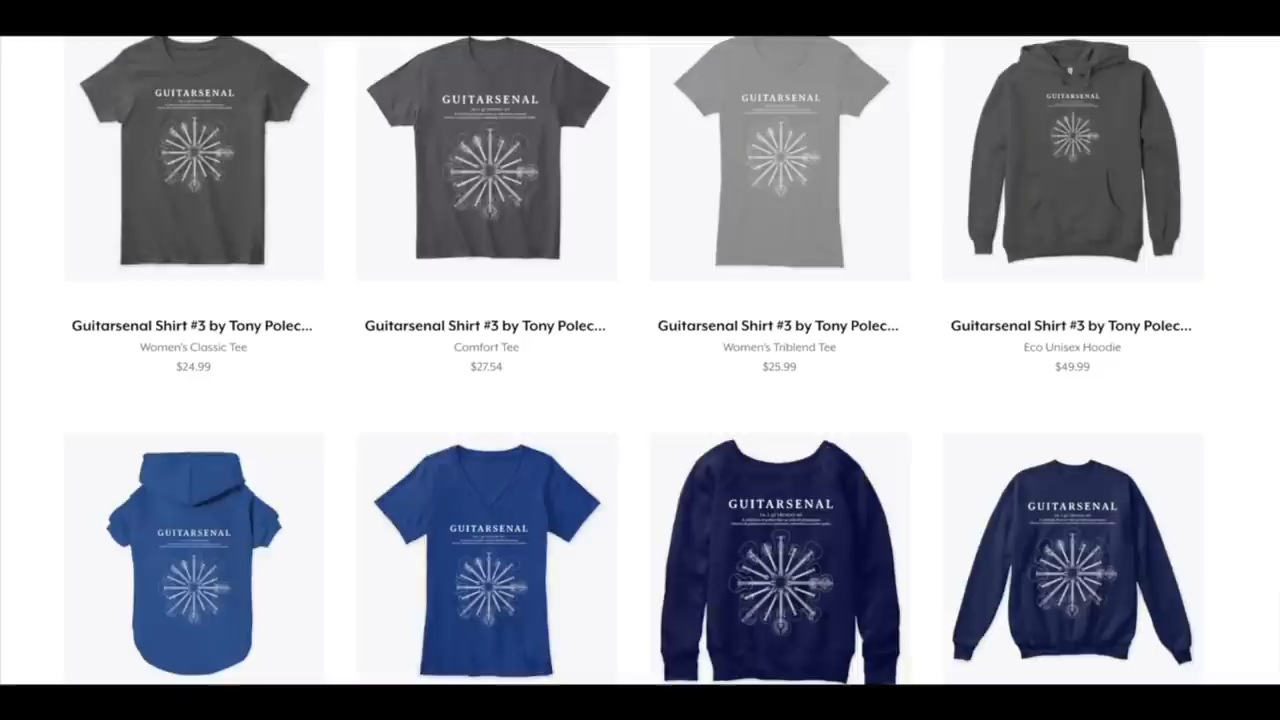 GUITARSENAL
GUITARSENAL
GUITARSENAL
GUITARSENAL
Guitarsenal Shirt #3 by Tony Polec...
Women's Classic Tee
$24.99
Guitarsenal Shirt #3 by Tony Polec...
Comfort Tee
$27.54
Guitarsenal Shirt #3 by Tony Polec...
Women's Triblend Tee
$25.99
Guitarsenal Shirt #3 by Tony Polec...
Eco Unisex Hoodie
$49.99
GUITARSENAL
GUITARSENAL
GUITARSENAL
GUITARSENAL